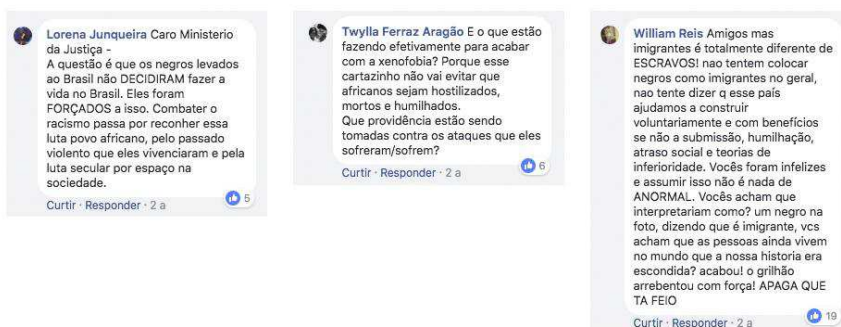 Lorena Junqueira Caro Ministerio
da Justiça -
A questão é que os negros levados
ao Brasil não DECIDIRAM fazer a
vida no Brasil. Eles foram
FORÇADOS a isso. Combater o
racismo passa por reconher essa
luta povo africano, pelo passado
violento que eles vivenciaram e pela
luta secular por espaço na
sociedade.
5
Curtir · Responder · 2 a
Twylla Ferraz Aragão E o que estão
fazendo efetivamente para acabar
com a xenofobia? Porque esse
cartazinho não vai evitar que
africanos sejam hostilizados,
mortos e humilhados.
Que providência estão sendo
tomadas contra os ataques que eles
sofreram/sofrem?
6
Curtir · Responder · 2 a
William Reis Amigos mas
imigrantes é totalmente diferente de
ESCRAVOS! nao tentem colocar
negros como imigrantes no geral,
nao tente dizer q esse país
ajudamos a construir
voluntariamente e com benefícios
se não a submissão, humilhação,
atraso social e teorias de
inferioridade. Vocês foram infelizes
e assumir isso não é nada de
ANORMAL. Vocês acham que
interpretariam como? um negro na
foto, dizendo que é imigrante, vcs
acham que as pessoas ainda vivem
no mundo que a nossa historia era
escondida? acabou! o grilhão
arrebentou com força! APAGA QUE
TA FEIO
19
Curtir · Responder · 2 a